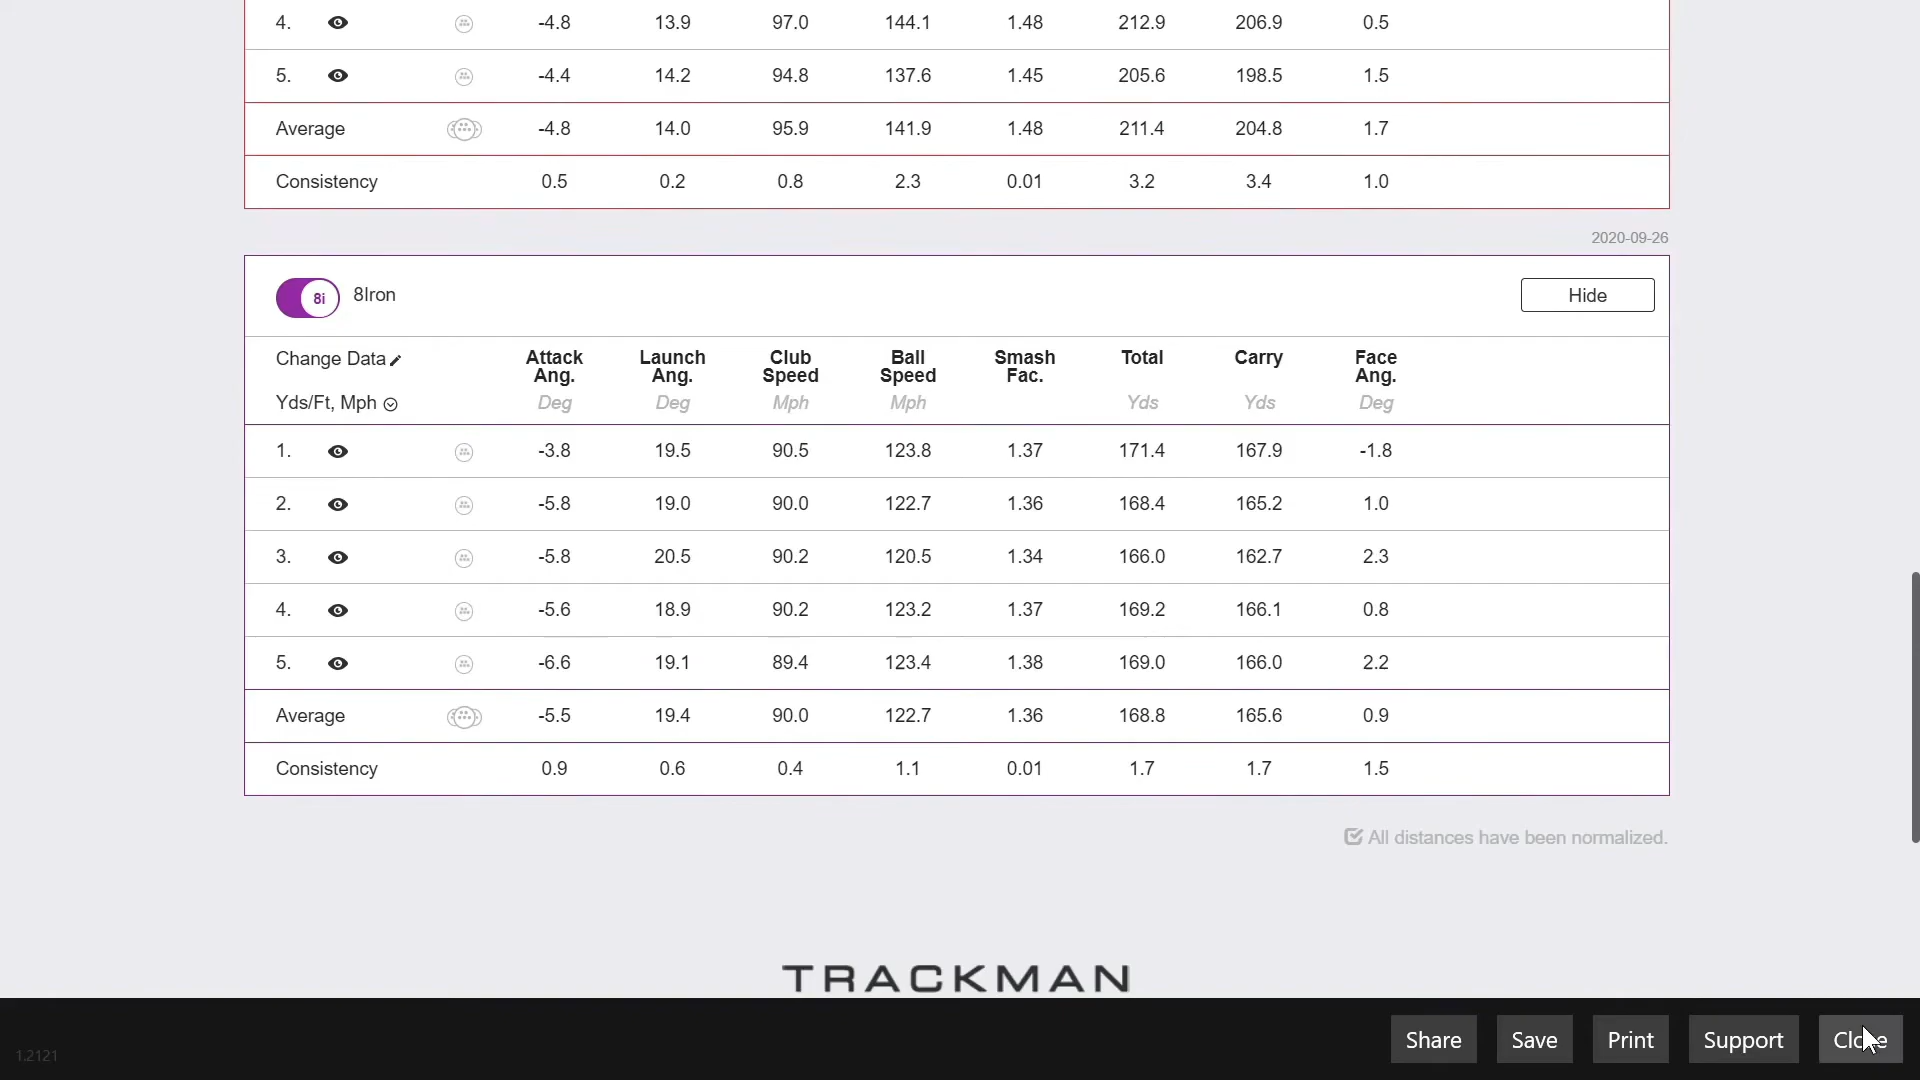 4. -4.8 13.9 97.0 144.1 1.48 212.9 206.9 0.5
5. -4.4 14.2 94.8 137.6 1.45 205.6 198.5 1.5
Average -4.8 14.0 95.9 141.9 1.48 211.4 204.8 1.7
Consistency 0.5 0.2 0.8 2.3 0.01 3.2 3.4 1.0
2020-09-26
8i 8Iron Hide
Change Data Attack Launch Club Ball Smash Total Carry Face
Ang. Ang. Speed Speed Fac. Ang.
Yds/Ft, Mph Deg Deg Mph Mph Yds Yds Deg
1. -3.8 19.5 90.5 123.8 1.37 171.4 167.9 -1.8
2. -5.8 19.0 90.0 122.7 1.36 168.4 165.2 1.0
3. -5.8 20.5 90.2 120.5 1.34 166.0 162.7 2.3
4. -5.6 18.9 90.2 123.2 1.37 169.2 166.1 0.8
5. -6.6 19.1 89.4 123.4 1.38 169.0 166.0 2.2
Average -5.5 19.4 90.0 122.7 1.36 168.8 165.6 0.9
Consistency 0.9 0.6 0.4 1.1 0.01 1.7 1.7 1.5
All distances have been normalized.
TRACKMAN
Share Save Print Support Close
1.2121